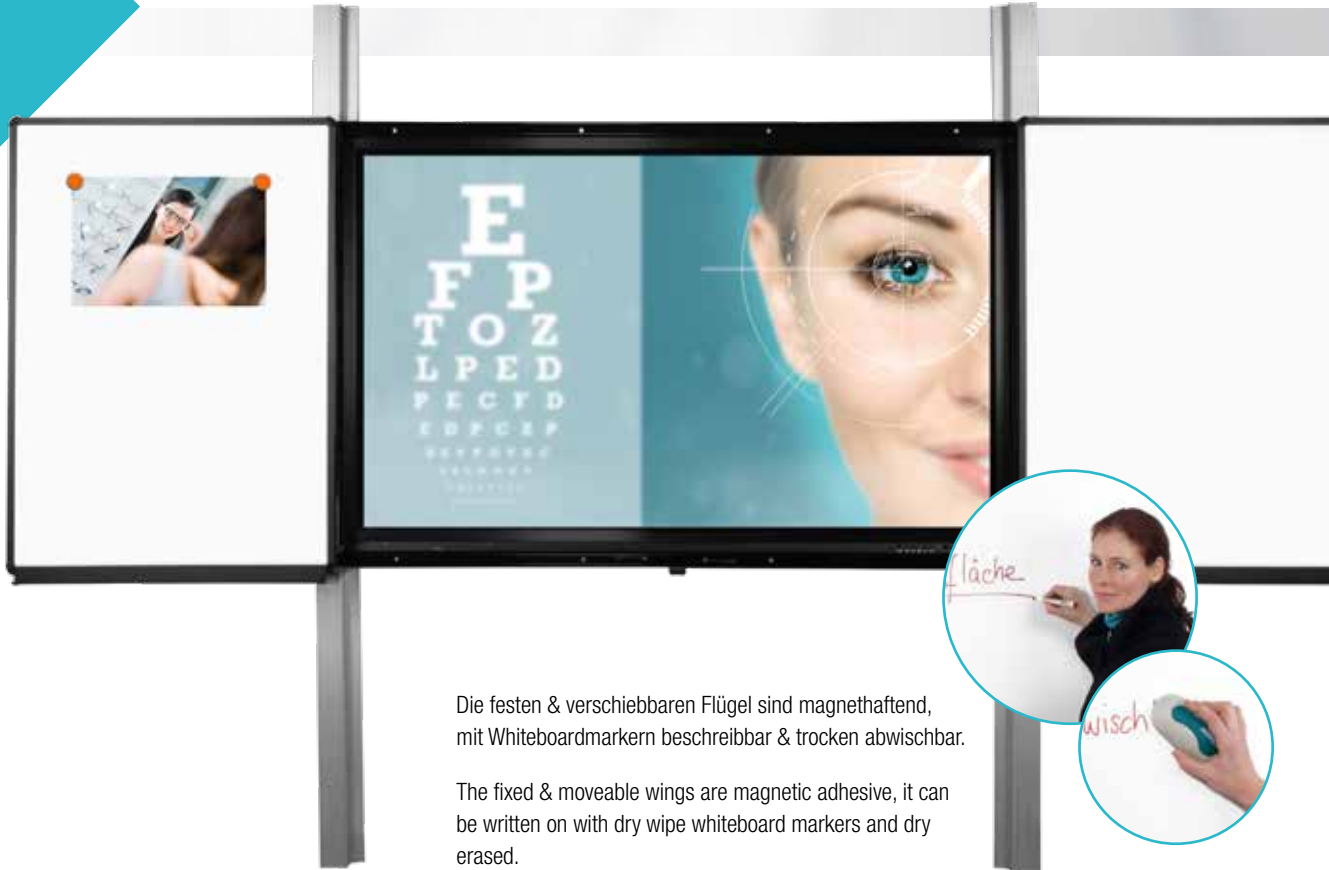 E
F P
T O Z
L P E D
P E C F D
E D F C Z P
fläche
wisch
Die festen & verschiebbaren Flügel sind magnethaftend,
mit Whiteboardmarkern beschreibbar & trocken abwischbar.
The fixed & moveable wings are magnetic adhesive, it can
be written on with dry wipe whiteboard markers and dry
erased.